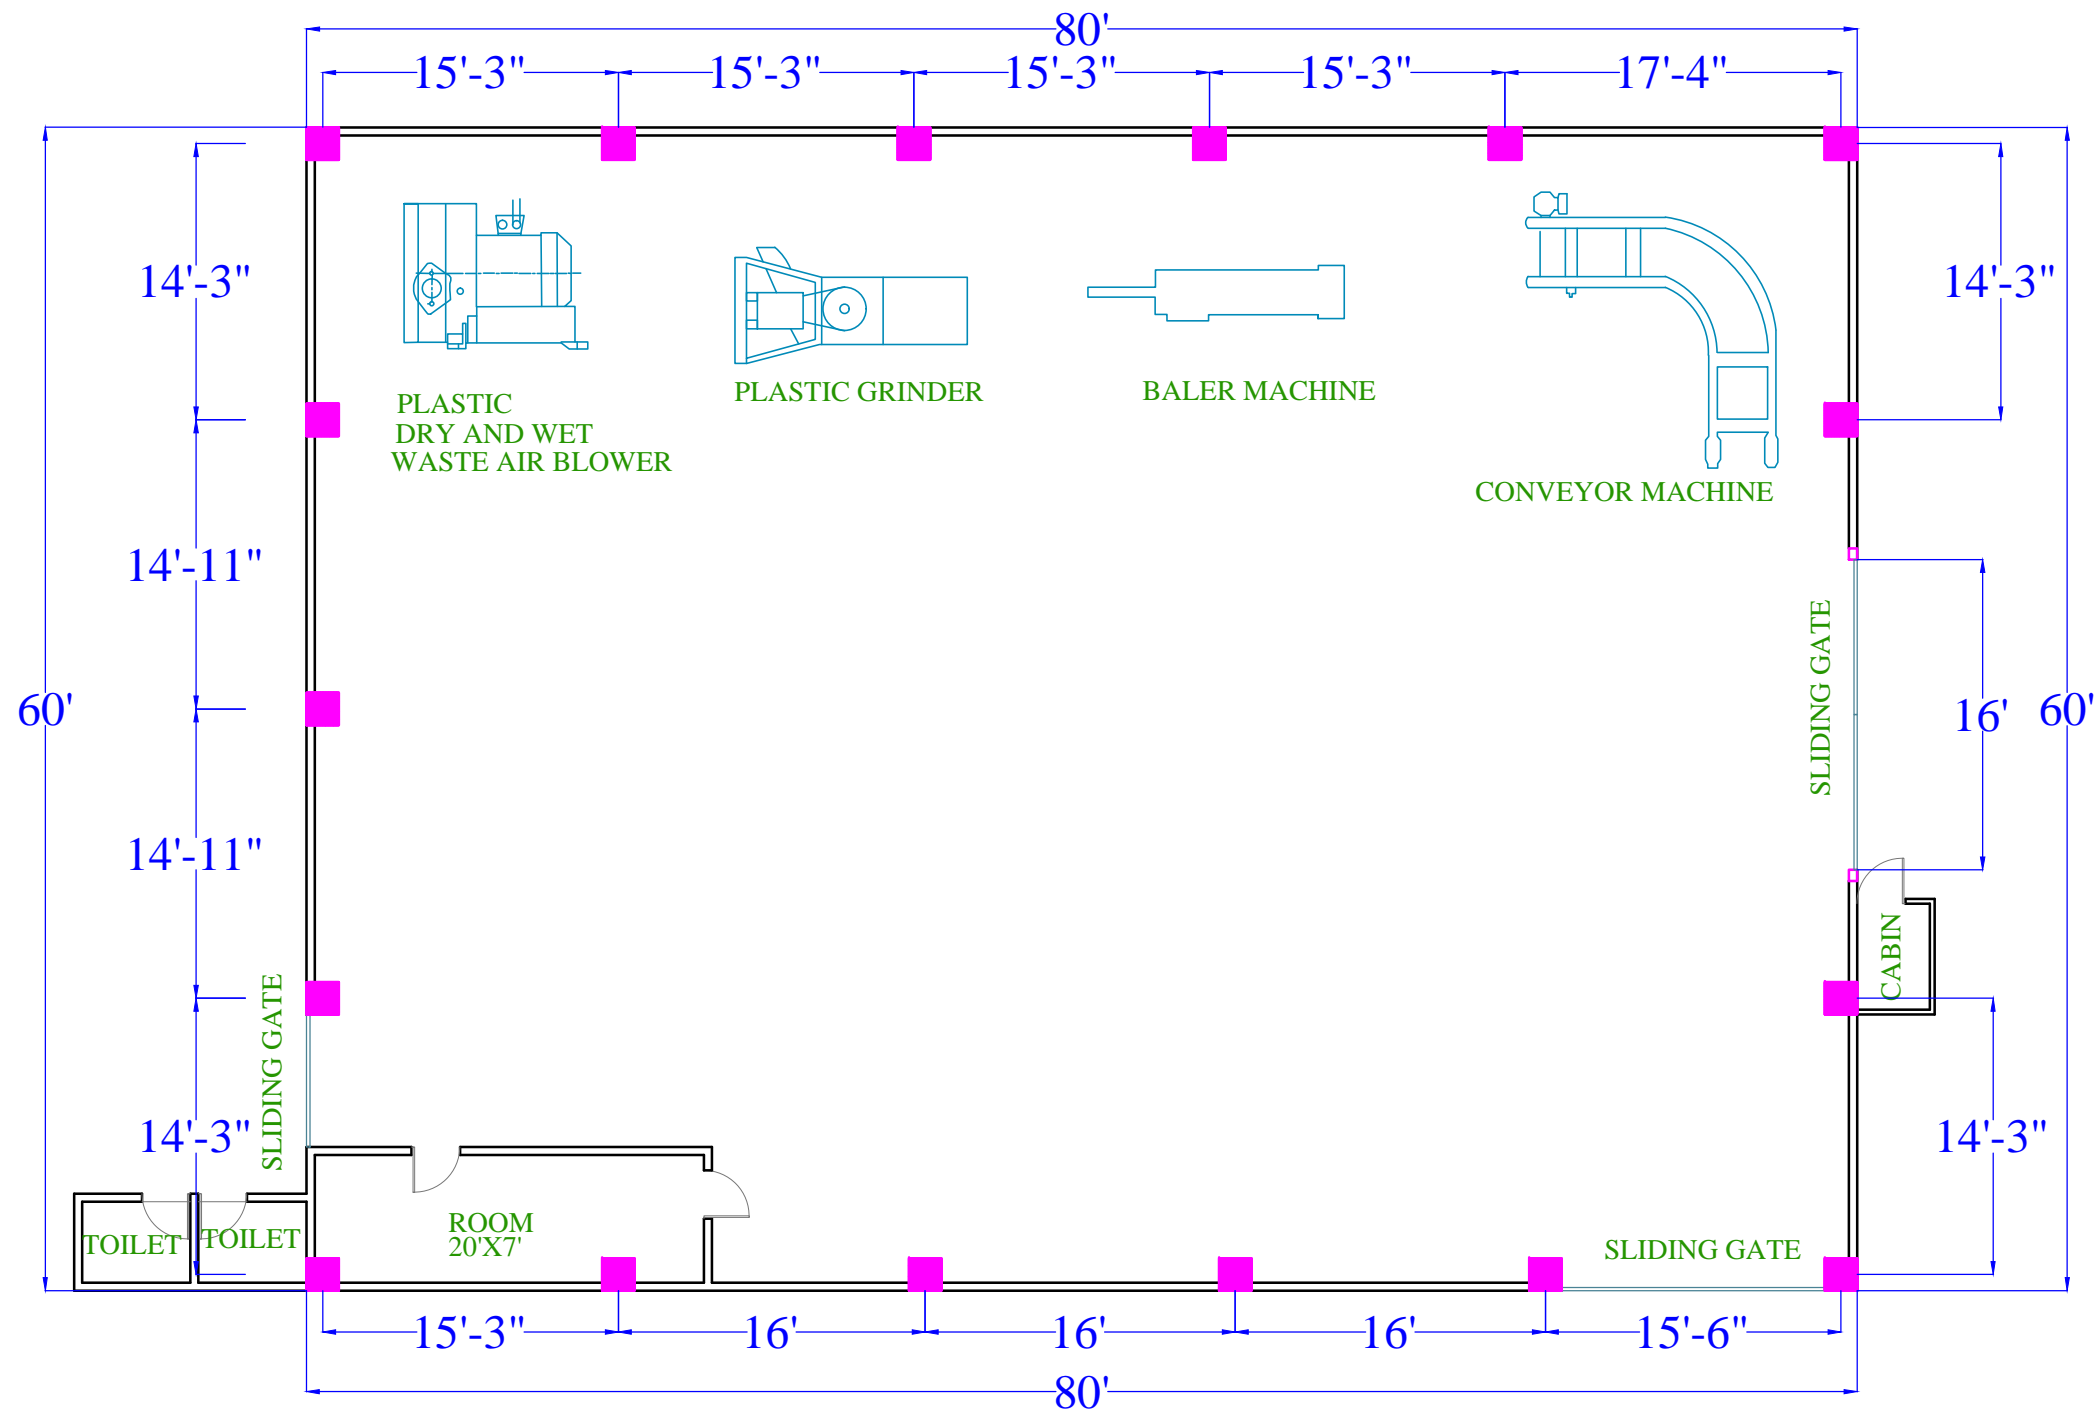 80'
15'-3"
15'-3"
15'-3"
15'-3"
17'-4"
14'-3"
14'-3"
PLASTIC
DRY AND WET
WASTE AIR BLOWER
PLASTIC GRINDER
BALER MACHINE
CONVEYOR MACHINE
14'-11"
60'
SLIDING GATE
16'
60'
14'-11"
CABIN
SLIDING GATE
14'-3"
14'-3"
TOILET
TOILET
ROOM
20'X7'
SLIDING GATE
15'-3"
16'
16'
16'
15'-6"
80'